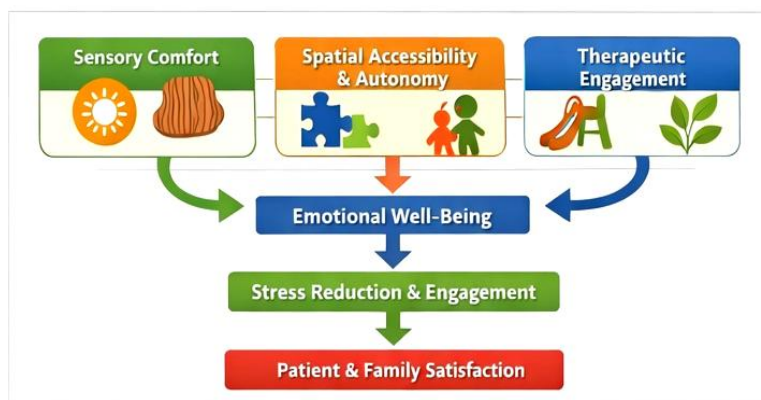 Sensory Comfort
Spatial Accessibility
& Autonomy
Therapeutic
Engagement
Emotional Well-Being
Stress Reduction & Engagement
Patient & Family Satisfaction